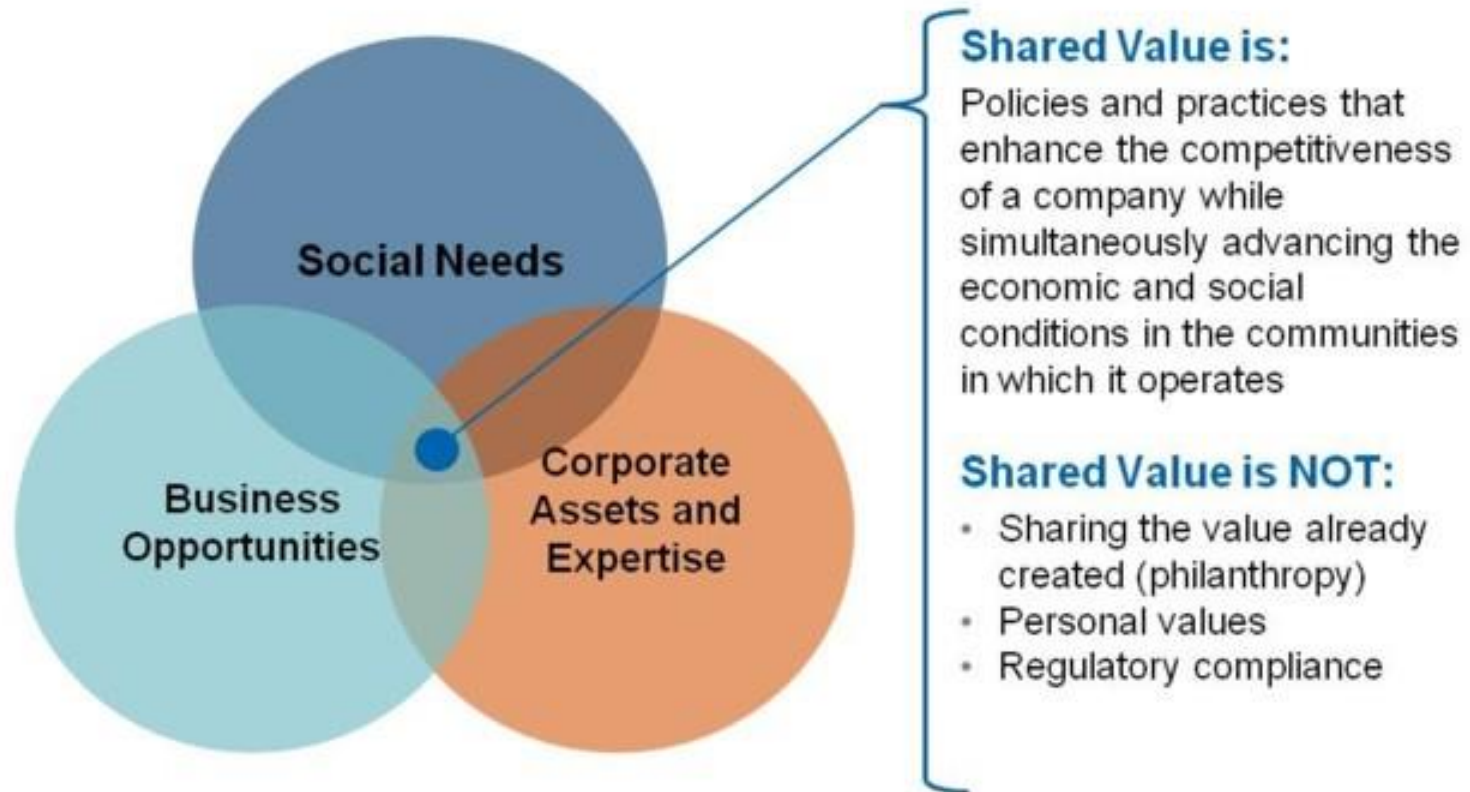 Social Needs
Business
Opportunities
Corporate
Assets and
Expertise
Shared Value is:
Policies and practices that
enhance the competitiveness
of a company while
simultaneously advancing the
economic and social
conditions in the communities
in which it operates
Shared Value is NOT:
• Sharing the value already
created (philanthropy)
• Personal values
• Regulatory compliance